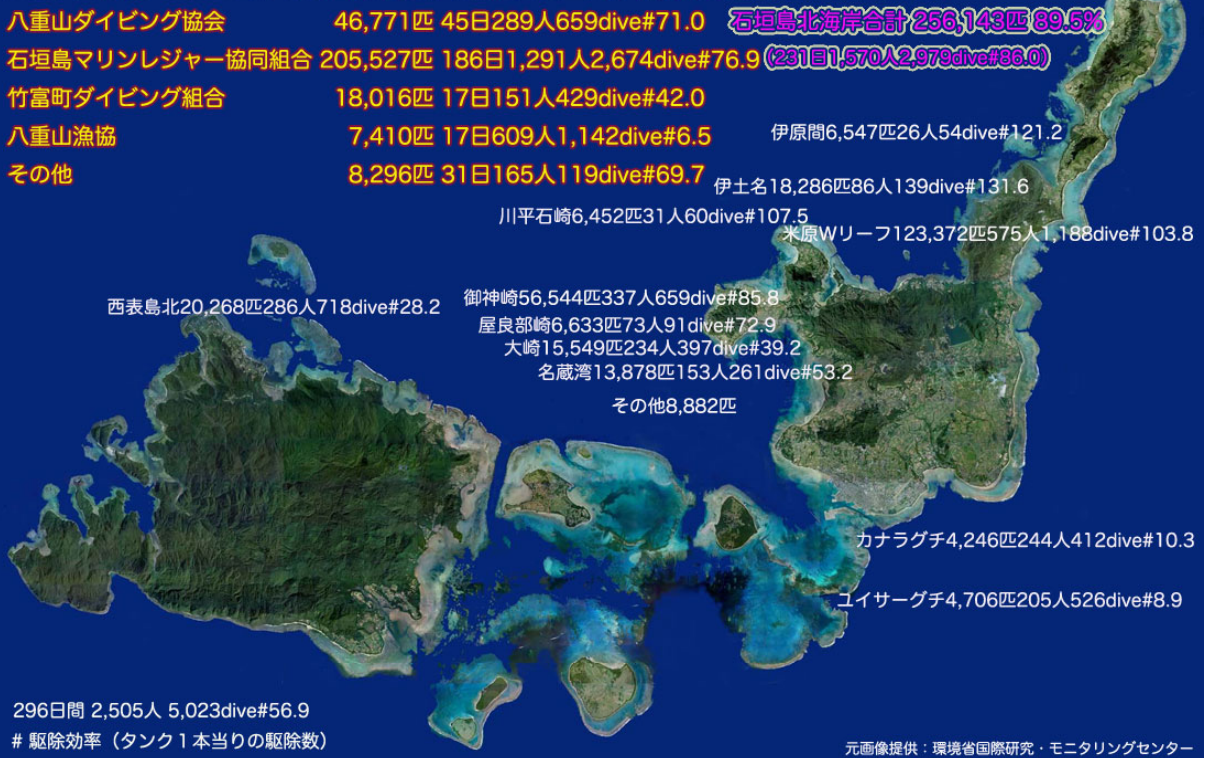 八重山ダイビング協会 46,771匹 45日289人659dive#71.0
石垣島北海岸合計 256,143匹 89.5%
石垣島マリンレジャー協同組合 205,527匹 186日1,291人2,674dive#76.9
(231日1,570人2,979dive#86.0)
竹富町ダイビング組合 18,016匹 17日151人429dive#42.0
八重山漁協 7,410匹 17日609人1,142dive#6.5
その他 8,296匹 31日165人119dive#69.7
伊原間6,547匹26人54dive#121.2
伊土名18,286匹86人139dive#131.6
川平石崎6,452匹31人60dive#107.5
米原Wリーフ123,372匹575人1,188dive#103.8
西表島北20,268匹286人718dive#28.2
御神崎56,544匹337人659dive#85.8
屋良部崎6,633匹73人91dive#72.9
大崎15,549匹234人397dive#39.2
名蔵湾13,878匹153人261dive#53.2
その他8,882匹
カナラグチ4,246匹244人412dive#10.3
ユイサーグチ4,706匹205人526dive#8.9
296日間 2,505人 5,023dive#56.9
# 駆除効率（タンク１本当りの駆除数）
元画像提供：環境省国際研究・モニタリングセンター